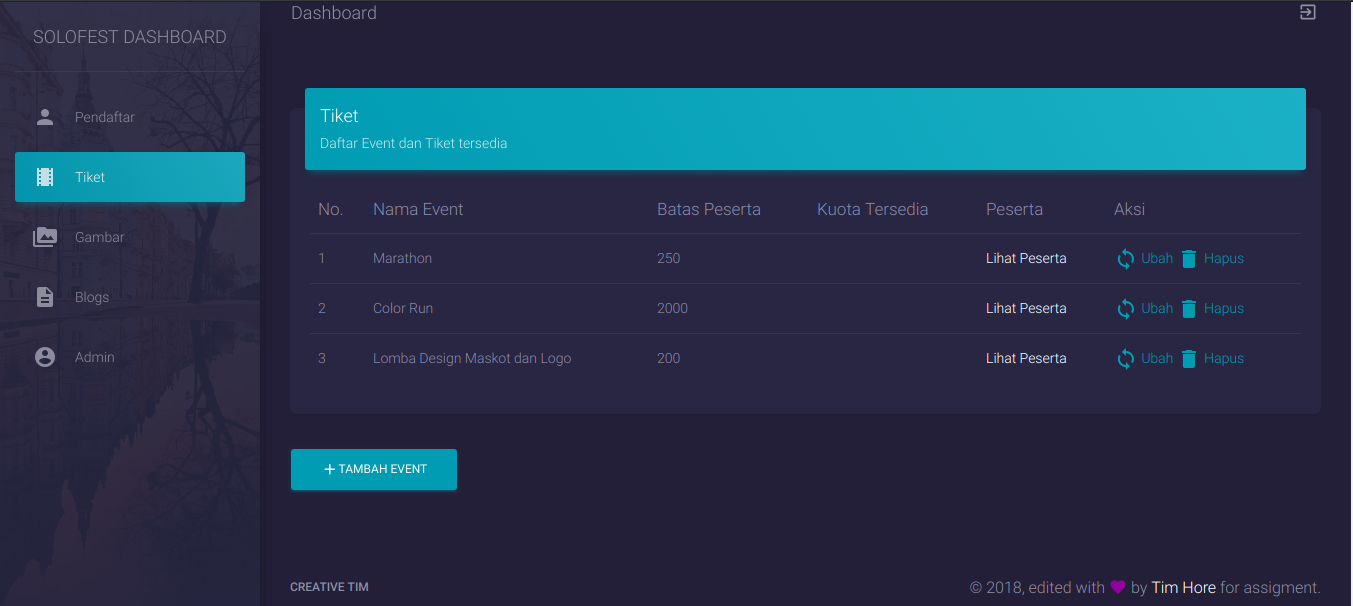 Dashboard
SOLOFEST DASHBOARD
Pendaftar
Tiket
Gambar
Blogs
Admin
Tiket
Daftar Event dan Tiket tersedia
No. Nama Event Batas Peserta Kuota Tersedia Peserta Aksi
1 Marathon 250 Lihat Peserta Ubah Hapus
2 Color Run 2000 Lihat Peserta Ubah Hapus
3 Lomba Design Maskot dan Logo 200 Lihat Peserta Ubah Hapus
+ TAMBAH EVENT
CREATIVE TIM
© 2018, edited with ♥ by Tim Hore for assigment.